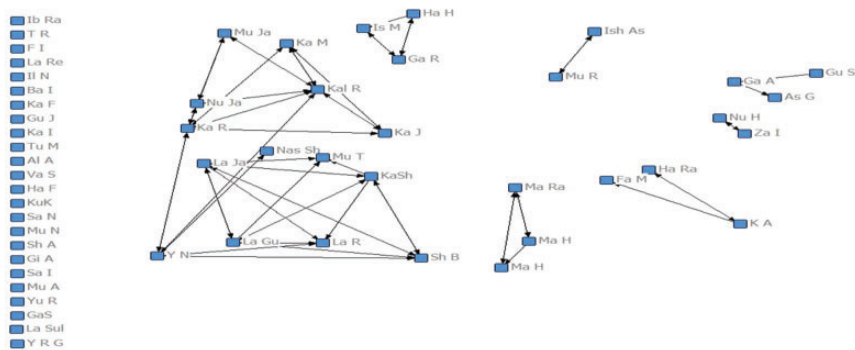 Ib Ra
T R
F I
La Re
Il N
Ba I
Ka F
Gu J
Ka I
Tu M
Al A
Va S
Ha F
KuK
Sa N
Mu N
Sh A
Gi A
Sa I
Mu A
Yu R
GaS
La Sul
Y R G
Mu Ja
Ka M
Kal R
Nu Ja
Ka R
Ka J
Nas Sh
La Ja
Mu T
KaSh
La Gu
La R
Y N
Sh B
Ha H
Is M
Ga R
Ish As
Mu R
Gu S
Ga A
As G
Nu H
Za I
Ha Ra
Fa M
K A
Ma Ra
Ma H
Ma H